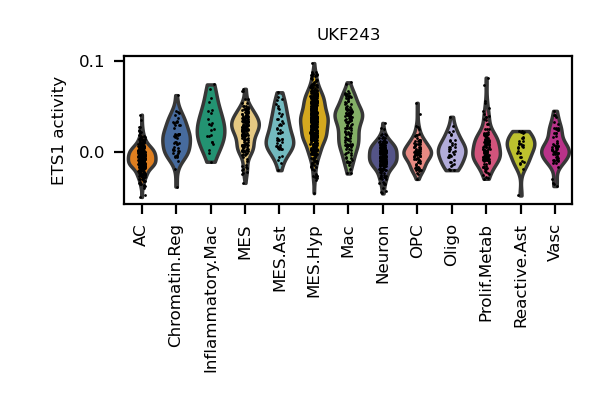 UKF243
ETS1 activity
0.1
0.0
AC
Chromatin.Reg
Inflammatory.Mac
MES
MES.Ast
MES.Hyp
Mac
Neuron
OPC
Oligo
Prolif.Metab
Reactive.Ast
Vasc